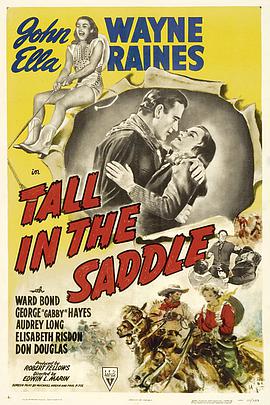 John WAYNE
Ella RAINES
in
TALL
IN THE
SADDLE
with
WARD BOND
GEORGE "GABBY" HAYES
AUDREY LONG
ELISABETH RISDON
DON DOUGLAS
Produced by
ROBERT FELLOWS
Directed by
EDWIN L. MARIN
RKO
RADIO